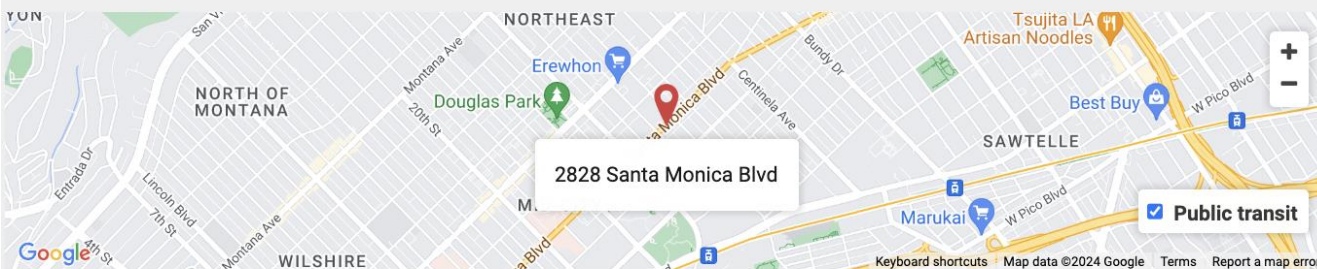 YON
San V
Montana Ave
NORTHEAST
Bundy Dr
Tsujita LA
Artisan Noodles
+
−
Erewhon
NORTH OF
MONTANA
20th St
Douglas Park
ta Monica Blvd
Centinela Ave
Best Buy
W Pico Blvd
SAWTELLE
2828 Santa Monica Blvd
Entrada Dr
Lincoln Blvd
7th St
M
Marukai
W Pico Blvd
Public transit
Google
4th St
Montana Ave
WILSHIRE
a Blvd
Keyboard shortcuts
Map data ©2024 Google
Terms
Report a map erro